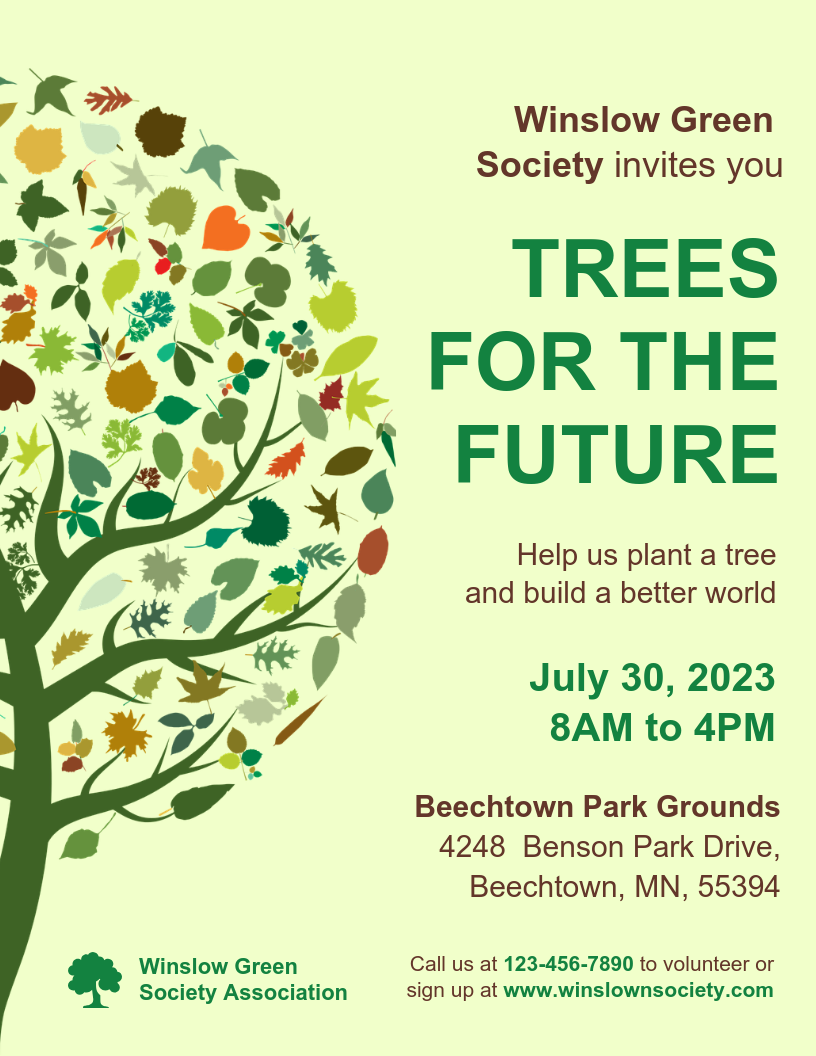 Winslow Green
Society invites you
TREES
FOR THE
FUTURE
Help us plant a tree
and build a better world
July 30, 2023
8AM to 4PM
Beechtown Park Grounds
4248  Benson Park Drive,
Beechtown, MN, 55394
Winslow Green
Society Association
Call us at 123-456-7890 to volunteer or
sign up at www.winslownsociety.com